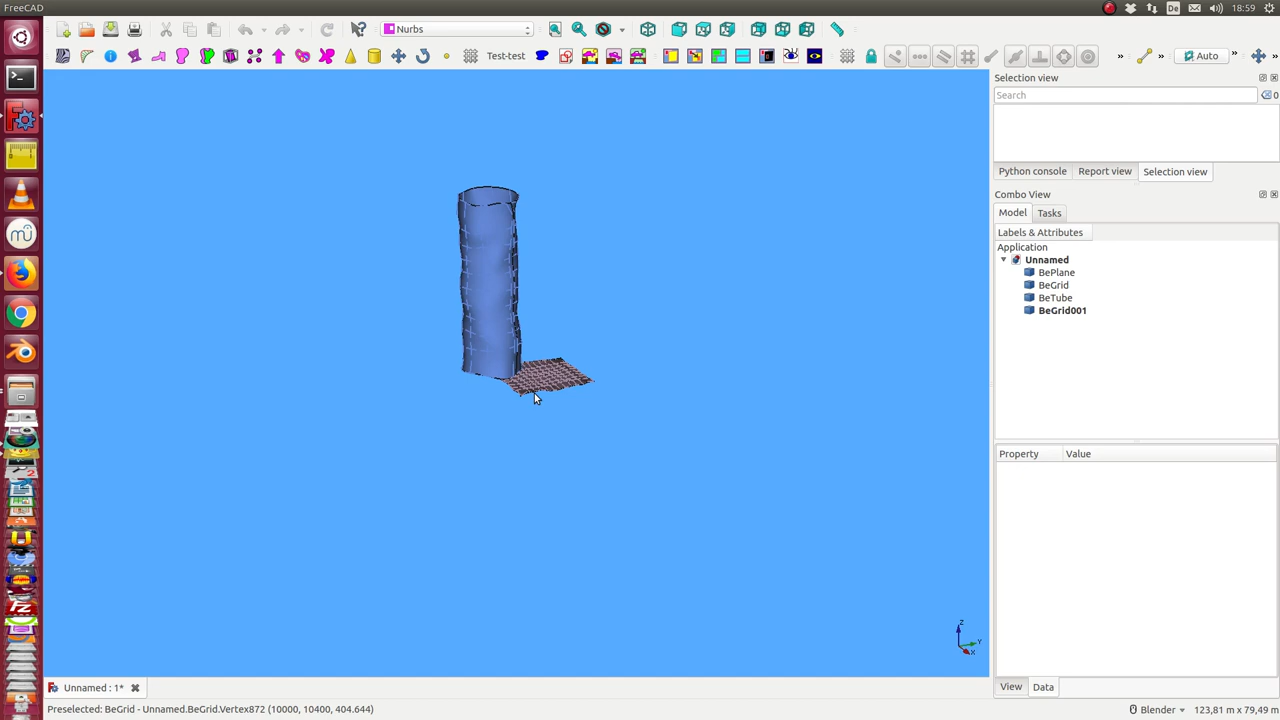 FreeCAD
18:59
Nurbs
Test-test
»
»
Auto
»
»
Selection view
Search
0
Python console
Report view
Selection view
Combo View
Model
Tasks
Labels & Attributes
Application
Unnamed
BePlane
BeGrid
BeTube
BeGrid001
Property
Value
Z
Y
X
View
Data
Unnamed : 1*
Preselected: BeGrid - Unnamed.BeGrid.Vertex872 (10000, 10400, 404.644)
Blender
123,81 m x 79,49 m